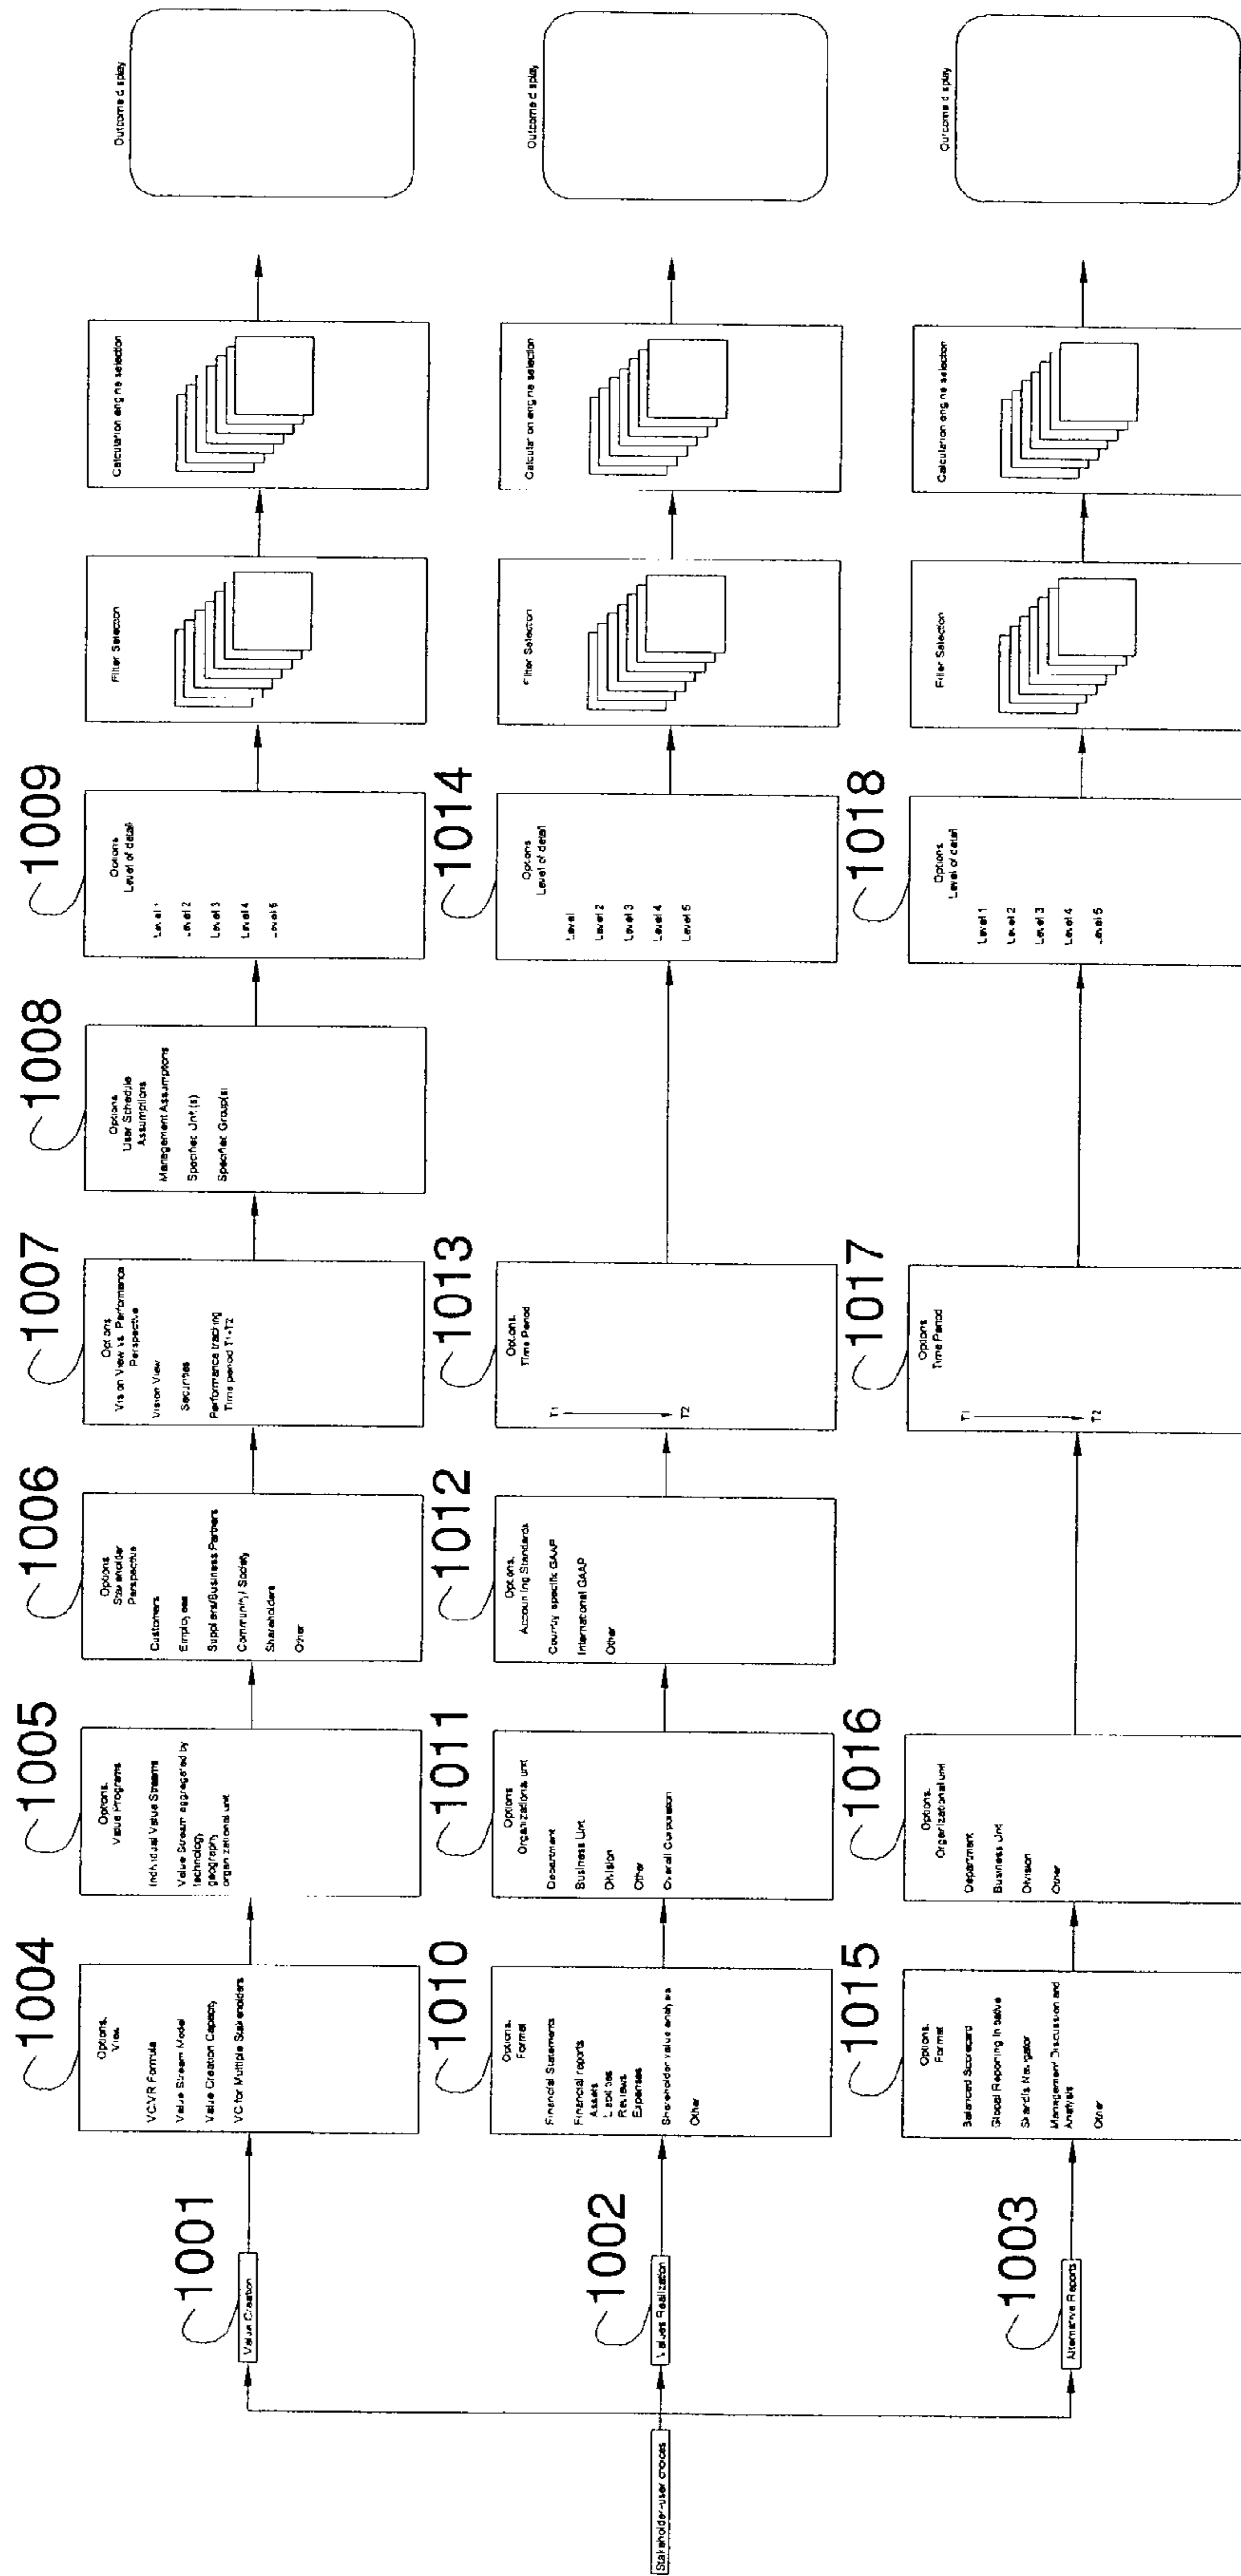 Stakeholder-user choices
1001
Value Creation
1004
Options.
View
VC:VR Formula
Value Stream Model
Value Creation Capacity
VC for Multiple Stakeholders
1005
Options.
Value Programs
Individual Value Streams
Value Stream aggregated by
technology
geography
organizational unit
1006
Options
Stakeholder
Perspective
Customers
Employees
Suppliers/Business Partners
Community / Society
Shareholders
Other
1007
Options
Vision View vs. Performance
Perspective
Vision View
Securities
Performance tracking
Time period T1-T2
1008
Options
User Schedule
Assumptions
Management Assumptions
Specified Unit(s)
Specified Group(s)
1009
Options
Level of detail
Level 1
Level 2
Level 3
Level 4
Level 5
Filter Selection
Calculation engine selection
Outcome display
1002
Values Realization
1010
Options.
Format
Financial Statements
Financial reports
Assets
Liabilities
Reviews
Expenses
Shareholder value analysis
Other
1011
Options
Organizational unit
Department
Business Unit
Division
Other
Overall Corporation
1012
Options.
Accounting Standards
Country specific GAAP
International GAAP
Other
1013
Options.
Time Period
T1
T2
1014
Options
Level of detail
Level
Level 2
Level 3
Level 4
Level 5
Filter Selection
Calculation engine selection
Outcome display
1003
Alternative Reports
1015
Options.
Format
Balanced Scorecard
Global Reporting Initiative
Skandia Navigator
Management Discussion and
Analysis
Other
1016
Options.
Organizational unit
Department
Business Unit
Division
Other
1017
Options
Time Period
T1
T2
1018
Options
Level of detail
Level 1
Level 2
Level 3
Level 4
Level 5
Filter Selection
Calculation engine selection
Outcome display